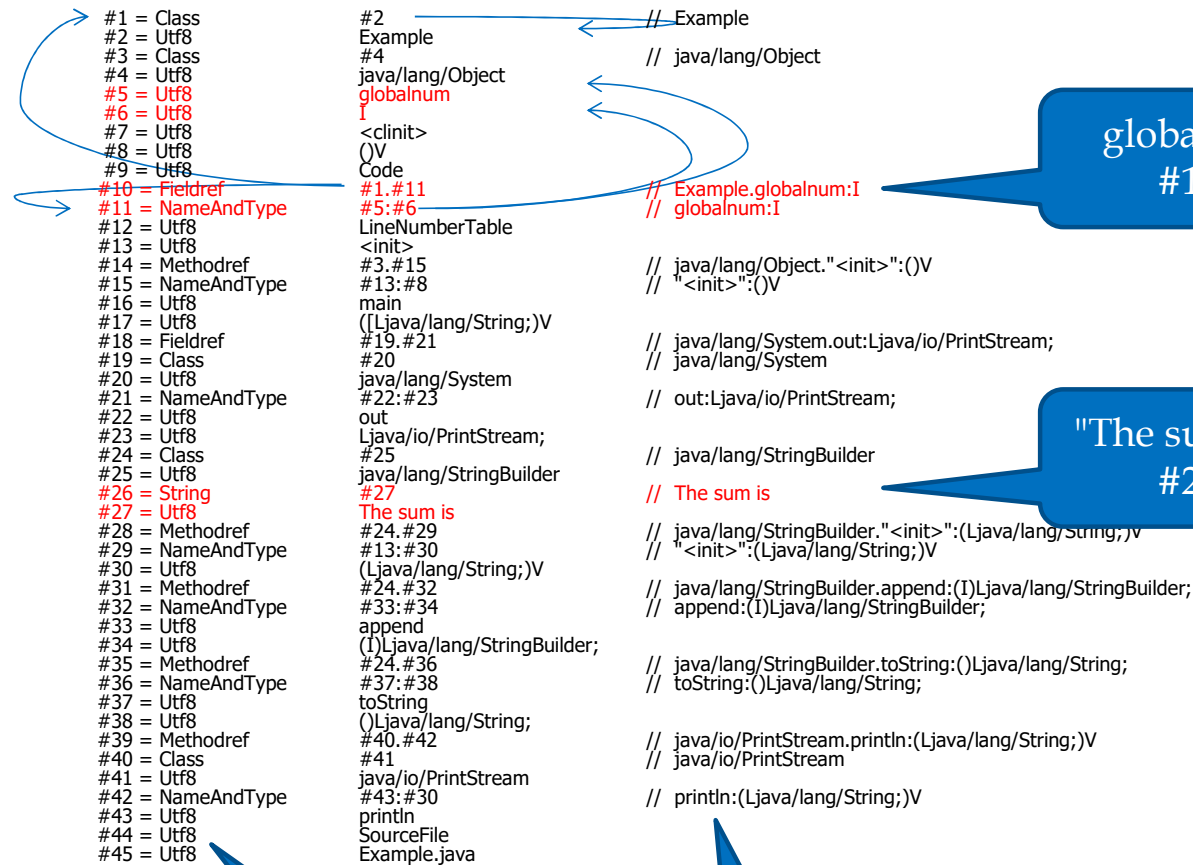 #1 = Class #2 // Example
#2 = Utf8 Example
#3 = Class #4 // java/lang/Object
#4 = Utf8 java/lang/Object
#5 = Utf8 globalnum
#6 = Utf8 I
#7 = Utf8 <clinit>
#8 = Utf8 ()V
#9 = Utf8 Code
#10 = Fieldref #1.#11 // Example.globalnum:I
#11 = NameAndType #5:#6 // globalnum:I
#12 = Utf8 LineNumberTable
#13 = Utf8 <init>
#14 = Methodref #3.#15 // java/lang/Object."<init>":()V
#15 = NameAndType #13:#8 // "<init>":()V
#16 = Utf8 main
#17 = Utf8 ([Ljava/lang/String;)V
#18 = Fieldref #19.#21 // java/lang/System.out:Ljava/io/PrintStream;
#19 = Class #20 // java/lang/System
#20 = Utf8 java/lang/System
#21 = NameAndType #22:#23 // out:Ljava/io/PrintStream;
#22 = Utf8 out
#23 = Utf8 Ljava/io/PrintStream;
#24 = Class #25 // java/lang/StringBuilder
#25 = Utf8 java/lang/StringBuilder
#26 = String #27 // The sum is
#27 = Utf8 The sum is
#28 = Methodref #24.#29 // java/lang/StringBuilder."<init>":(Ljava/lang/String;)V
#29 = NameAndType #13:#30 // "<init>":(Ljava/lang/String;)V
#30 = Utf8 (Ljava/lang/String;)V
#31 = Methodref #24.#32 // java/lang/StringBuilder.append:(I)Ljava/lang/StringBuilder;
#32 = NameAndType #33:#34 // append:(I)Ljava/lang/StringBuilder;
#33 = Utf8 append
#34 = Utf8 (I)Ljava/lang/StringBuilder;
#35 = Methodref #24.#36 // java/lang/StringBuilder.toString:()Ljava/lang/String;
#36 = NameAndType #37:#38 // toString:()Ljava/lang/String;
#37 = Utf8 toString
#38 = Utf8 ()Ljava/lang/String;
#39 = Methodref #40.#42 // java/io/PrintStream.println:(Ljava/lang/String;)V
#40 = Class #41 // java/io/PrintStream
#41 = Utf8 java/io/PrintStream
#42 = NameAndType #43:#30 // println:(Ljava/lang/String;)V
#43 = Utf8 println
#44 = Utf8 SourceFile
#45 = Utf8 Example.java
"The